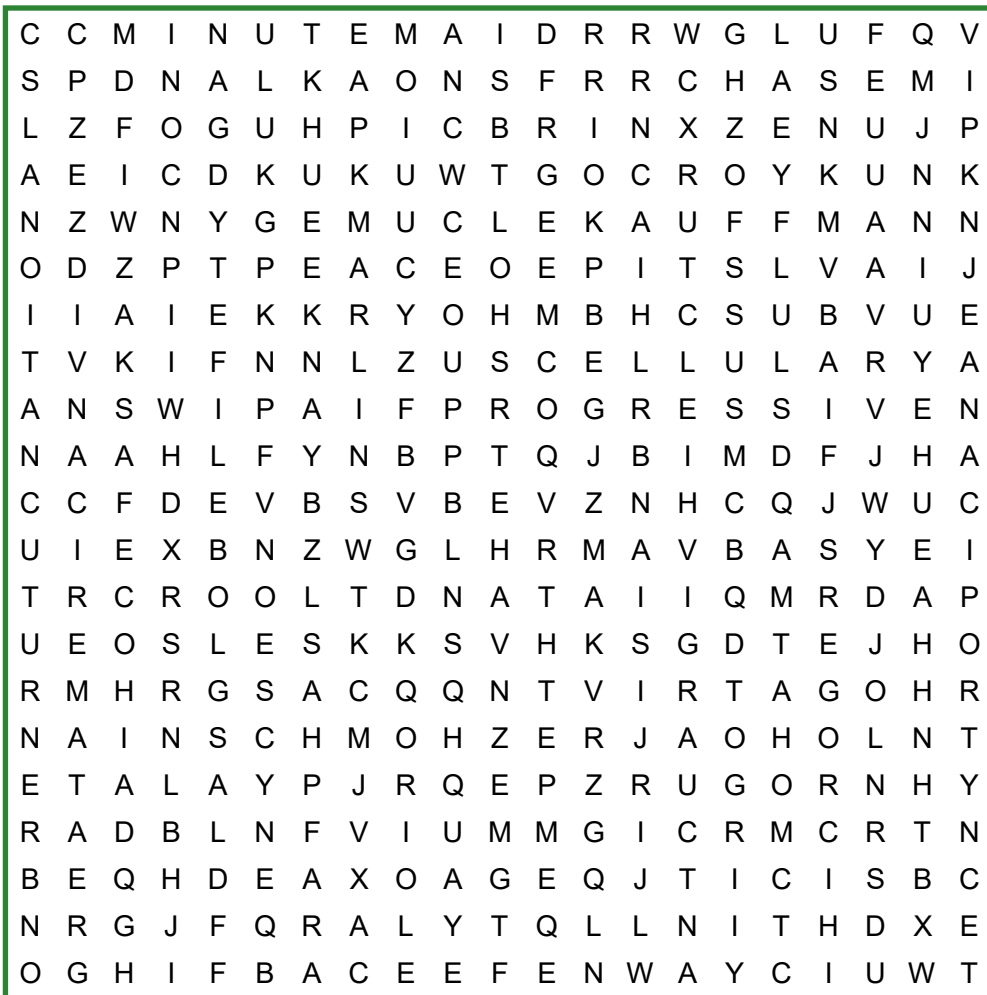 C C M I N U T E M A I D R R W G L U F Q V
S P D N A L K A O N S F R R C H A S E M I
L Z F O G U H P I C B R I N X Z E N U J P
A E I C D K U K U W T G O C R O Y K U N K
N Z W N Y G E M U C L E K A U F F M A N N
O D Z P T P E A C E O E P I T S L V A I J
I I A I E K K R Y O H M B H C S U B V U E
T V K I F N N L Z U S C E L L U L A R Y A
A N S W I P A I F P R O G R E S S I V E N
N A A H L F Y N B P T Q J B I M D F J H A
C C F D E V B S V B E V Z N H C Q J W U C
U I E X B N Z W G L H R M A V B A S Y E I
T R C R O O L T D N A T A I I Q M R D A P
U E O S L E S K K S V H K S G D T E J H O
R M H R G S A C Q Q N T V I R T A G O H R
N A I N S C H M O H Z E R J A O H O L N T
E T A L A Y P J R Q E P Z R U G O R N H Y
R A D B L N F V I U M M G I C R M C R T N
B E Q H D E A X O A G E Q J T I C I S B C
N R G J F Q R A L Y T Q L L N I T H D X E
O G H I F B A C E E F E N W A Y C I U W T